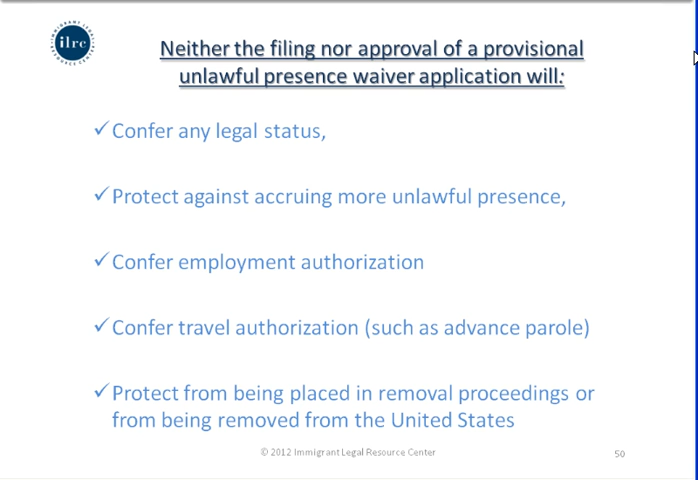 ilrc
Neither the filing nor approval of a provisional
unlawful presence waiver application will:
✓Confer any legal status,
✓Protect against accruing more unlawful presence,
✓Confer employment authorization
✓Confer travel authorization (such as advance parole)
✓Protect from being placed in removal proceedings or
from being removed from the United States
© 2012 Immigrant Legal Resource Center
50